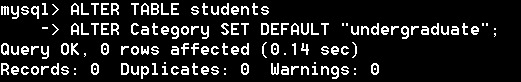 mysql> ALTER TABLE students
    -> ALTER Category SET DEFAULT "undergraduate";
Query OK, 0 rows affected (0.14 sec)
Records: 0  Duplicates: 0  Warnings: 0